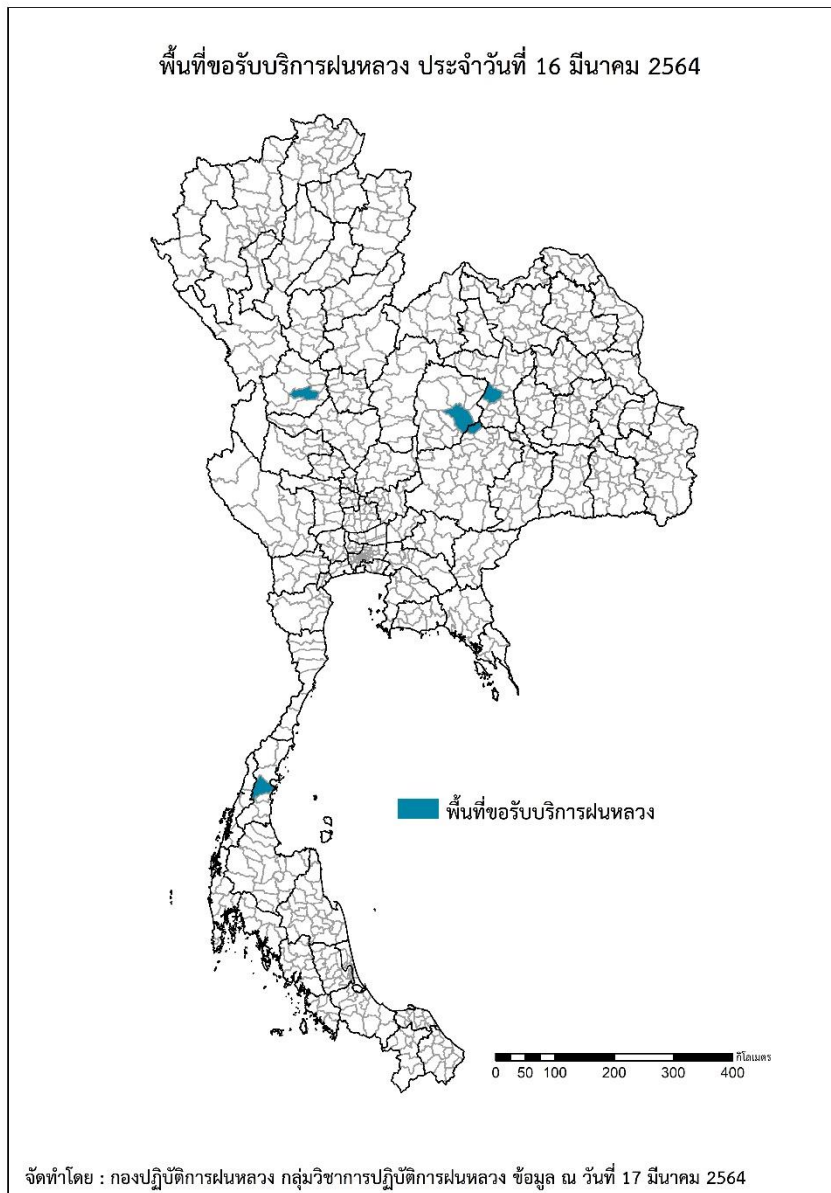 พื้นที่ขอรับบริการฝนหลวง ประจำวันที่ 16 มีนาคม 2564
พื้นที่ขอรับบริการฝนหลวง
กิโลเมตร
0 50 100 200 300 400
จัดทำโดย : กองปฏิบัติการฝนหลวง กลุ่มวิชาการปฏิบัติการฝนหลวง ข้อมูล ณ วันที่ 17 มีนาคม 2564